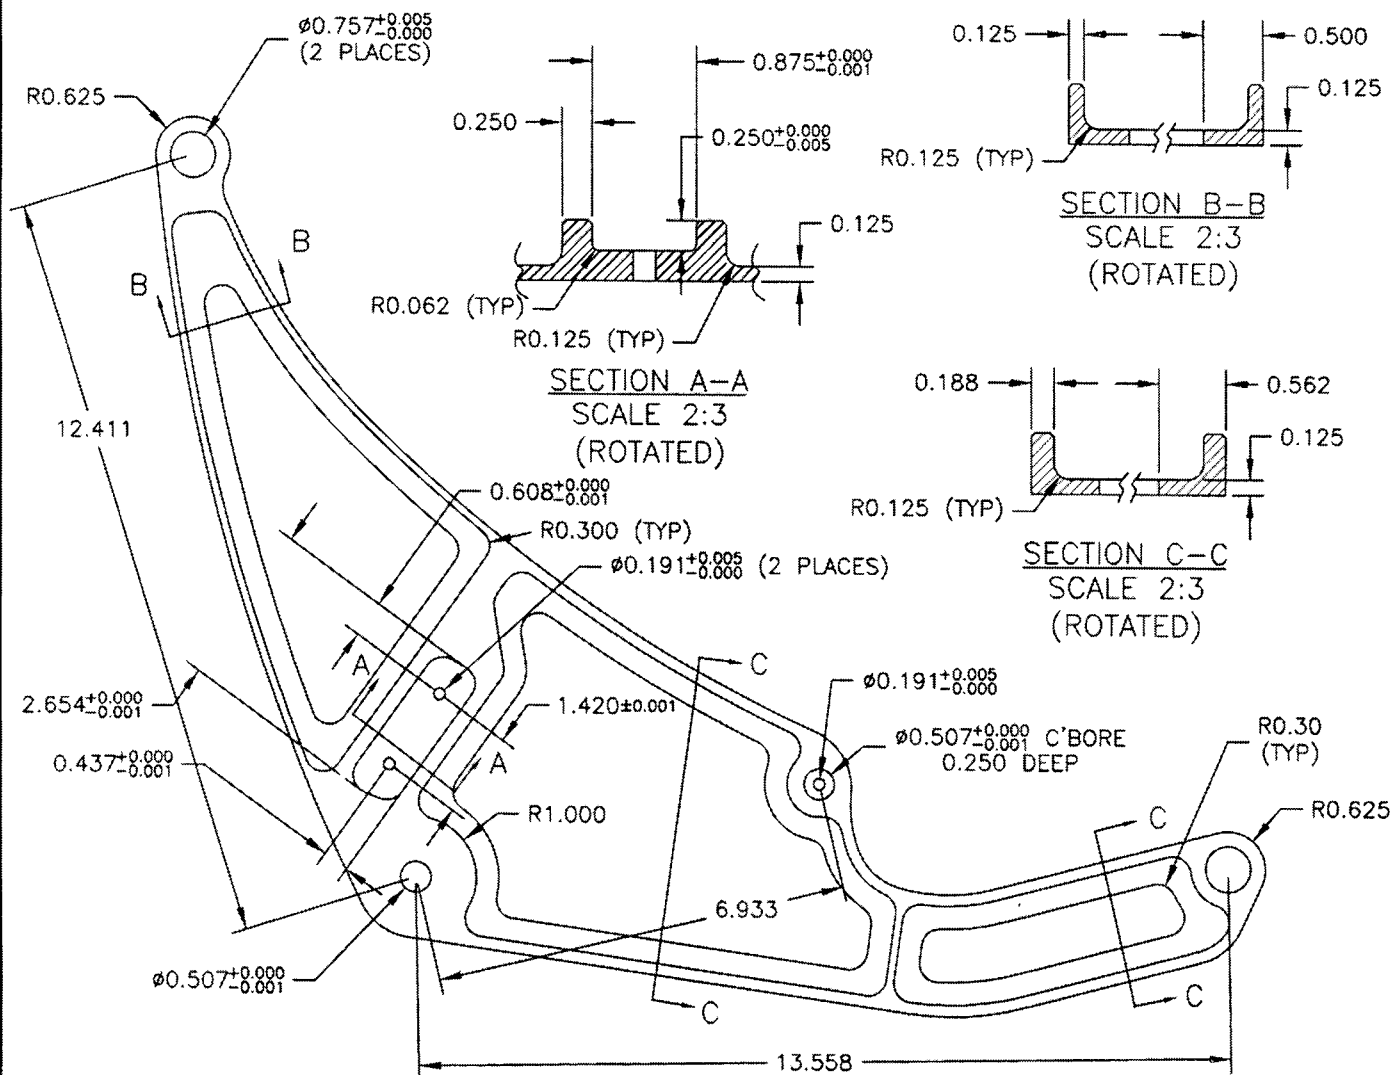 ø0.757+0.005
-0.000
(2 PLACES)
R0.625
0.250
0.875+0.000
-0.001
0.250+0.000
-0.005
0.125
R0.062 (TYP)
R0.125 (TYP)
SECTION A-A
SCALE 2:3
(ROTATED)
0.125
0.500
0.125
R0.125 (TYP)
SECTION B-B
SCALE 2:3
(ROTATED)
B
B
12.411
0.188
0.562
0.125
R0.125 (TYP)
SECTION C-C
SCALE 2:3
(ROTATED)
0.608+0.000
-0.001
R0.300 (TYP)
ø0.191+0.005
-0.000 (2 PLACES)
A
A
C
C
2.654+0.000
-0.001
1.420±0.001
0.437+0.000
-0.001
R1.000
ø0.191+0.005
-0.000
ø0.507+0.000
-0.001 C'BORE
0.250 DEEP
R0.30
(TYP)
R0.625
C
C
6.933
ø0.507+0.000
-0.001
13.558